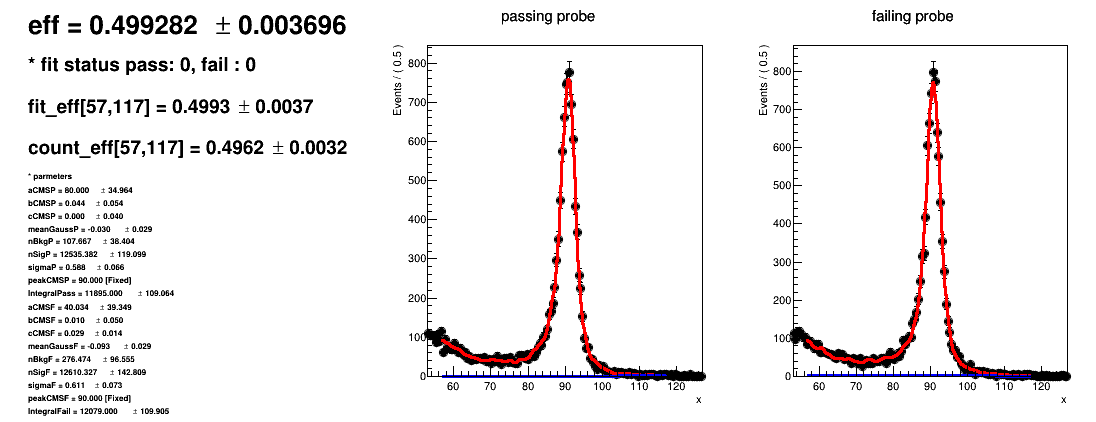 eff = 0.499282 ± 0.003696
* fit status pass: 0, fail : 0
fit_eff[57,117] = 0.4993 ± 0.0037
count_eff[57,117] = 0.4962 ± 0.0032
* parmeters
aCMSP = 80.000 ± 34.964
bCMSP = 0.044 ± 0.054
cCMSP = 0.000 ± 0.040
meanGaussP = -0.030 ± 0.029
nBkgP = 107.667 ± 38.404
nSigP = 12535.382 ± 119.099
sigmaP = 0.588 ± 0.066
peakCMSP = 90.000 [Fixed]
IntegralPass = 11895.000 ± 109.064
aCMSF = 40.034 ± 39.349
bCMSF = 0.010 ± 0.050
cCMSF = 0.029 ± 0.014
meanGaussF = -0.093 ± 0.029
nBkgF = 276.474 ± 96.555
nSigF = 12610.327 ± 142.809
sigmaF = 0.611 ± 0.073
peakCMSF = 90.000 [Fixed]
IntegralFail = 12079.000 ± 109.905
passing probe
Events / ( 0.5 )
800
700
600
500
400
300
200
100
0
60 70 80 90 100 110 120
x
failing probe
Events / ( 0.5 )
800
700
600
500
400
300
200
100
0
60 70 80 90 100 110 120
x